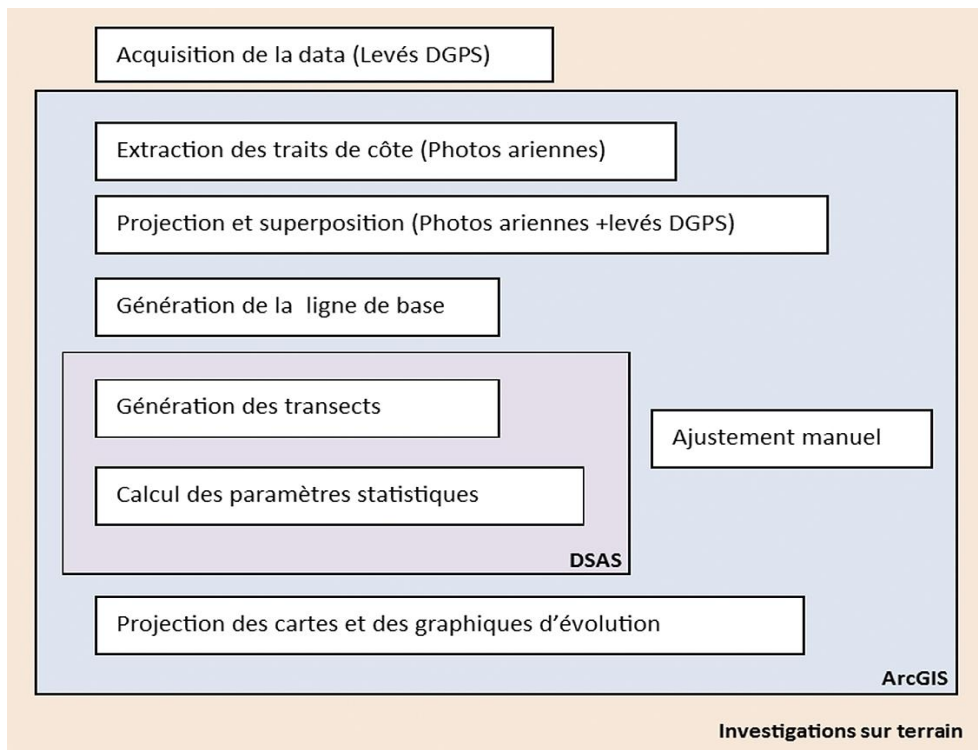 Acquisition de la data (Levés DGPS)
Extraction des traits de côte (Photos ariennes)
Projection et superposition (Photos ariennes +levés DGPS)
Génération de la ligne de base
Génération des transects
Ajustement manuel
Calcul des paramètres statistiques
DSAS
Projection des cartes et des graphiques d’évolution
ArcGIS
Investigations sur terrain